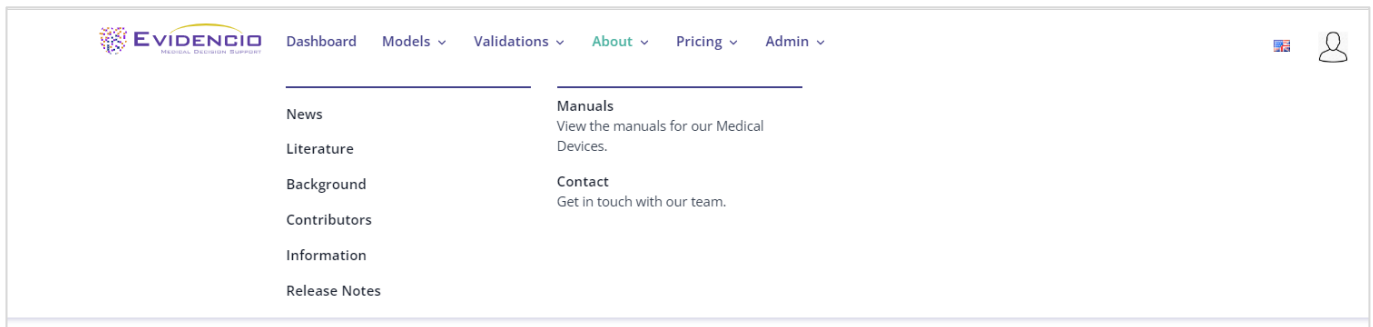 EVIDENCIO
MEDICAL DECISION SUPPORT
Dashboard Models Validations About Pricing Admin
News
Literature
Background
Contributors
Information
Release Notes
Manuals
View the manuals for our Medical
Devices.
Contact
Get in touch with our team.